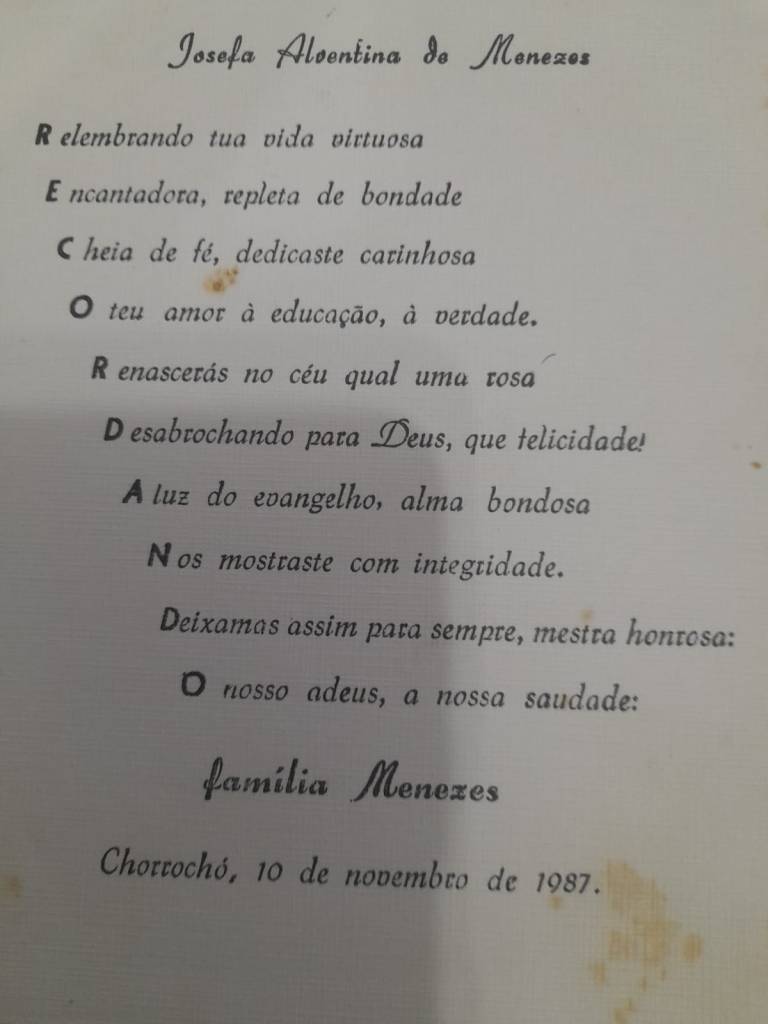 Josefa Alventina de Menezes
Relembrando tua vida virtuosa
Encantadora, repleta de bondade
Cheia de fé, dedicaste carinhosa
O teu amor à educação, à verdade.
Renascerás no céu qual uma rosa
Desabrochando para Deus, que felicidade!
A luz do evangelho, alma bondosa
Nos mostraste com integridade.
Deixamas assim para sempre, mestra honrosa:
O nosso adeus, a nossa saudade:
família Menezes
Chorrochó, 10 de novembro de 1987.